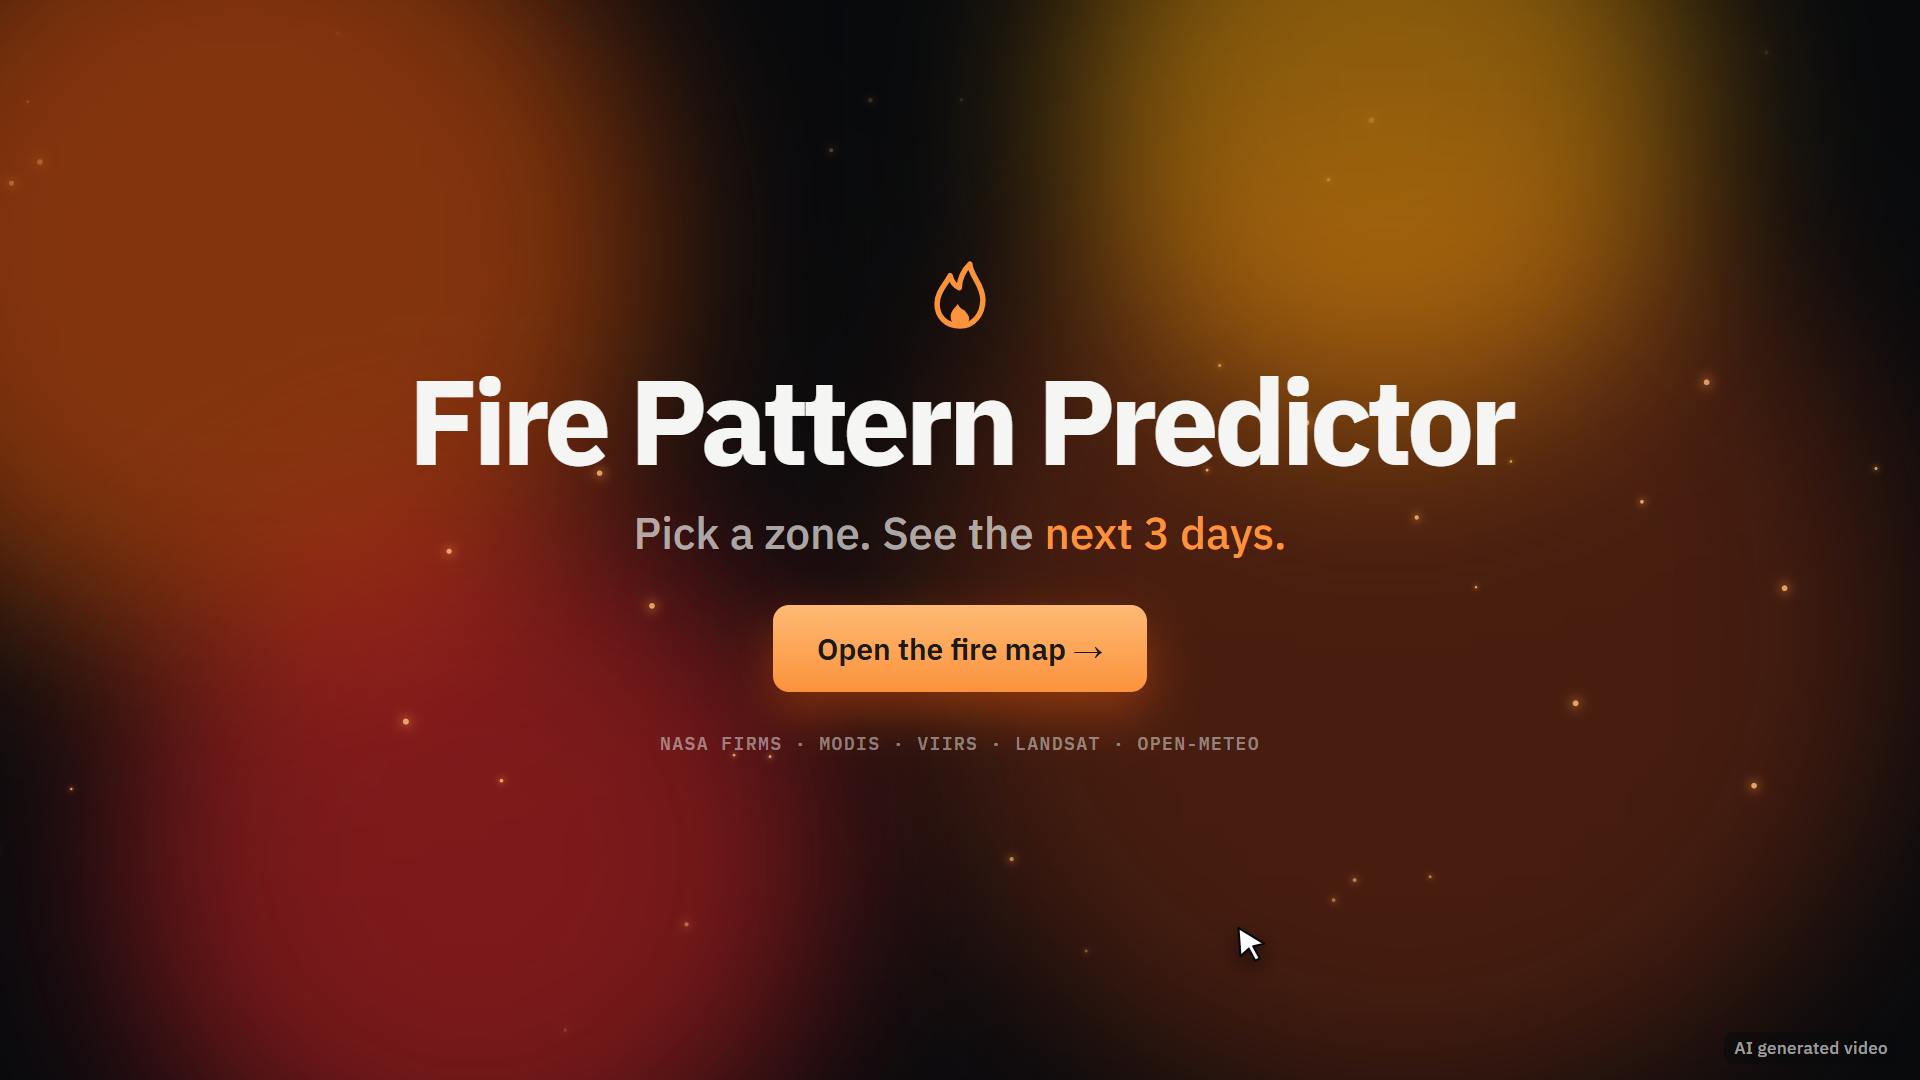 Fire Pattern Predictor
Pick a zone. See the next 3 days.
Open the fire map →
NASA FIRMS · MODIS · VIIRS · LANDSAT · OPEN-METEO
AI generated video